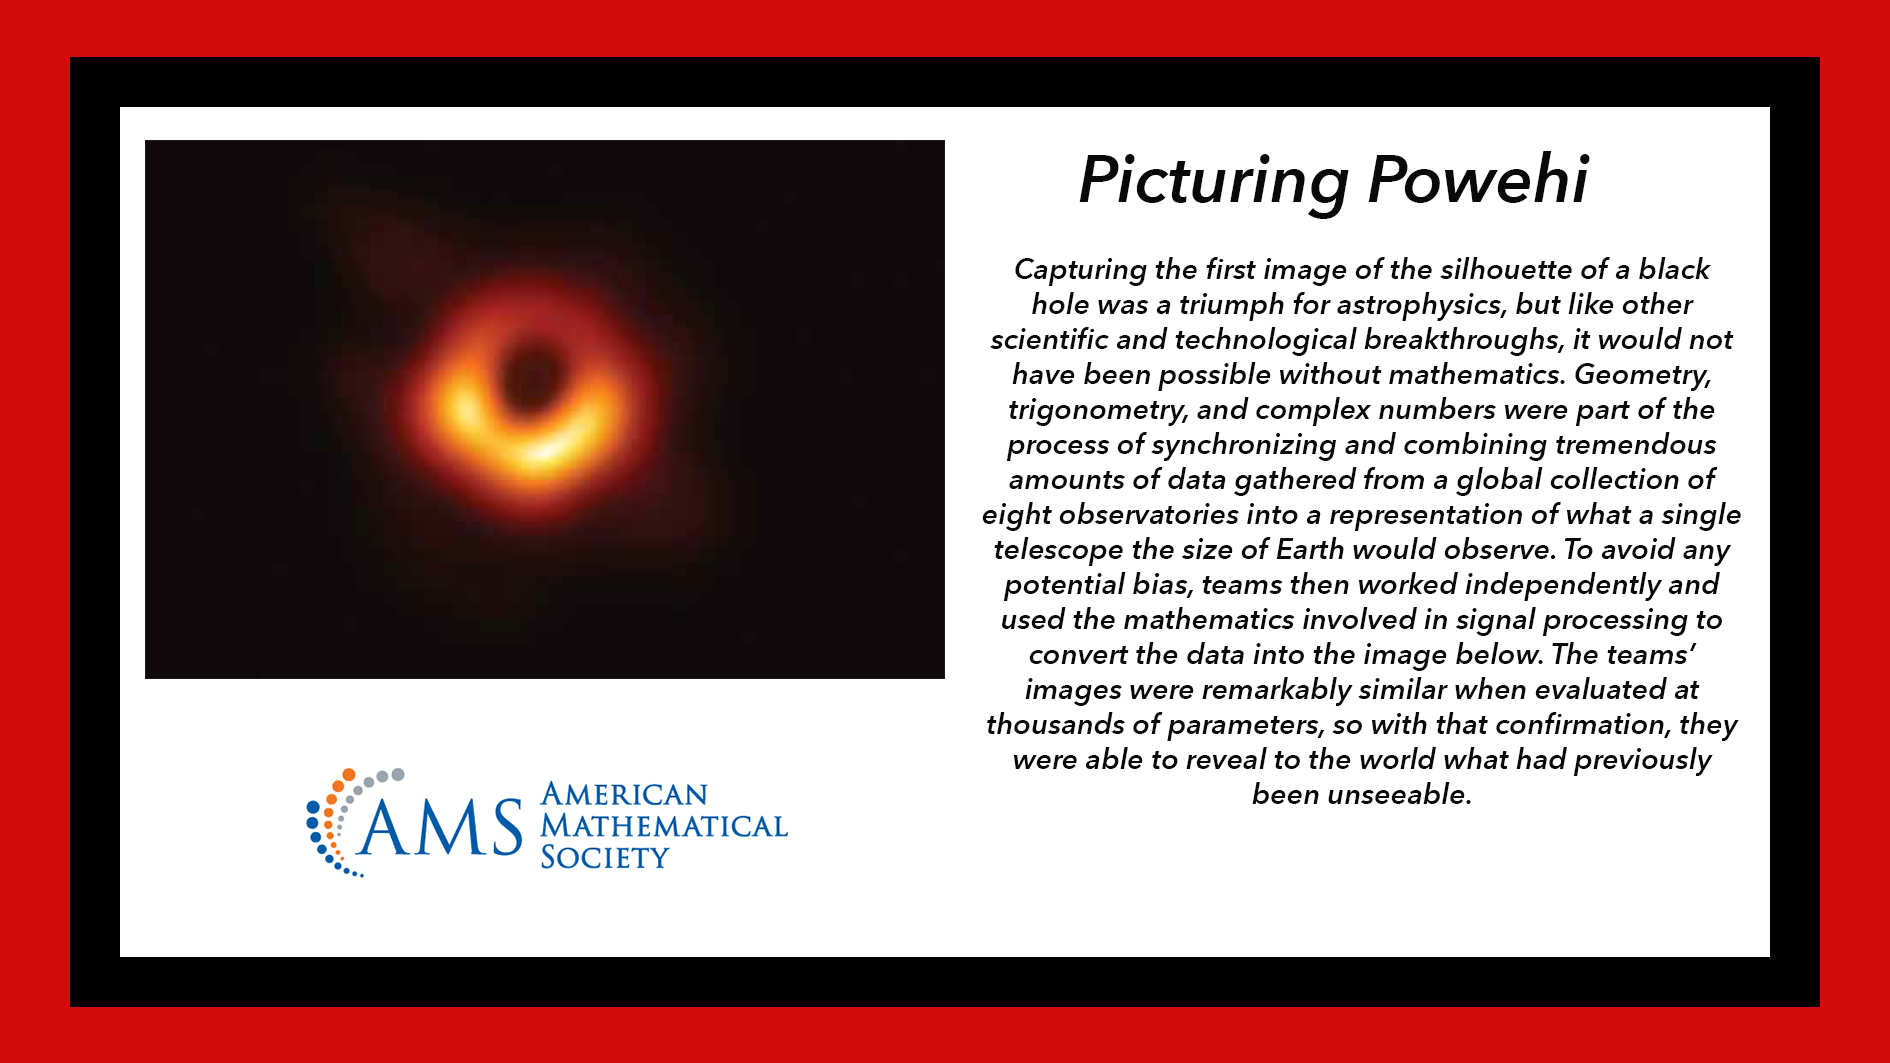 Picturing Powehi
Capturing the first image of the silhouette of a black
hole was a triumph for astrophysics, but like other
scientific and technological breakthroughs, it would not
have been possible without mathematics. Geometry,
trigonometry, and complex numbers were part of the
process of synchronizing and combining tremendous
amounts of data gathered from a global collection of
eight observatories into a representation of what a single
telescope the size of Earth would observe. To avoid any
potential bias, teams then worked independently and
used the mathematics involved in signal processing to
convert the data into the image below. The teams’
images were remarkably similar when evaluated at
thousands of parameters, so with that confirmation, they
were able to reveal to the world what had previously
been unseeable.
AMS
AMERICAN
MATHEMATICAL
SOCIETY